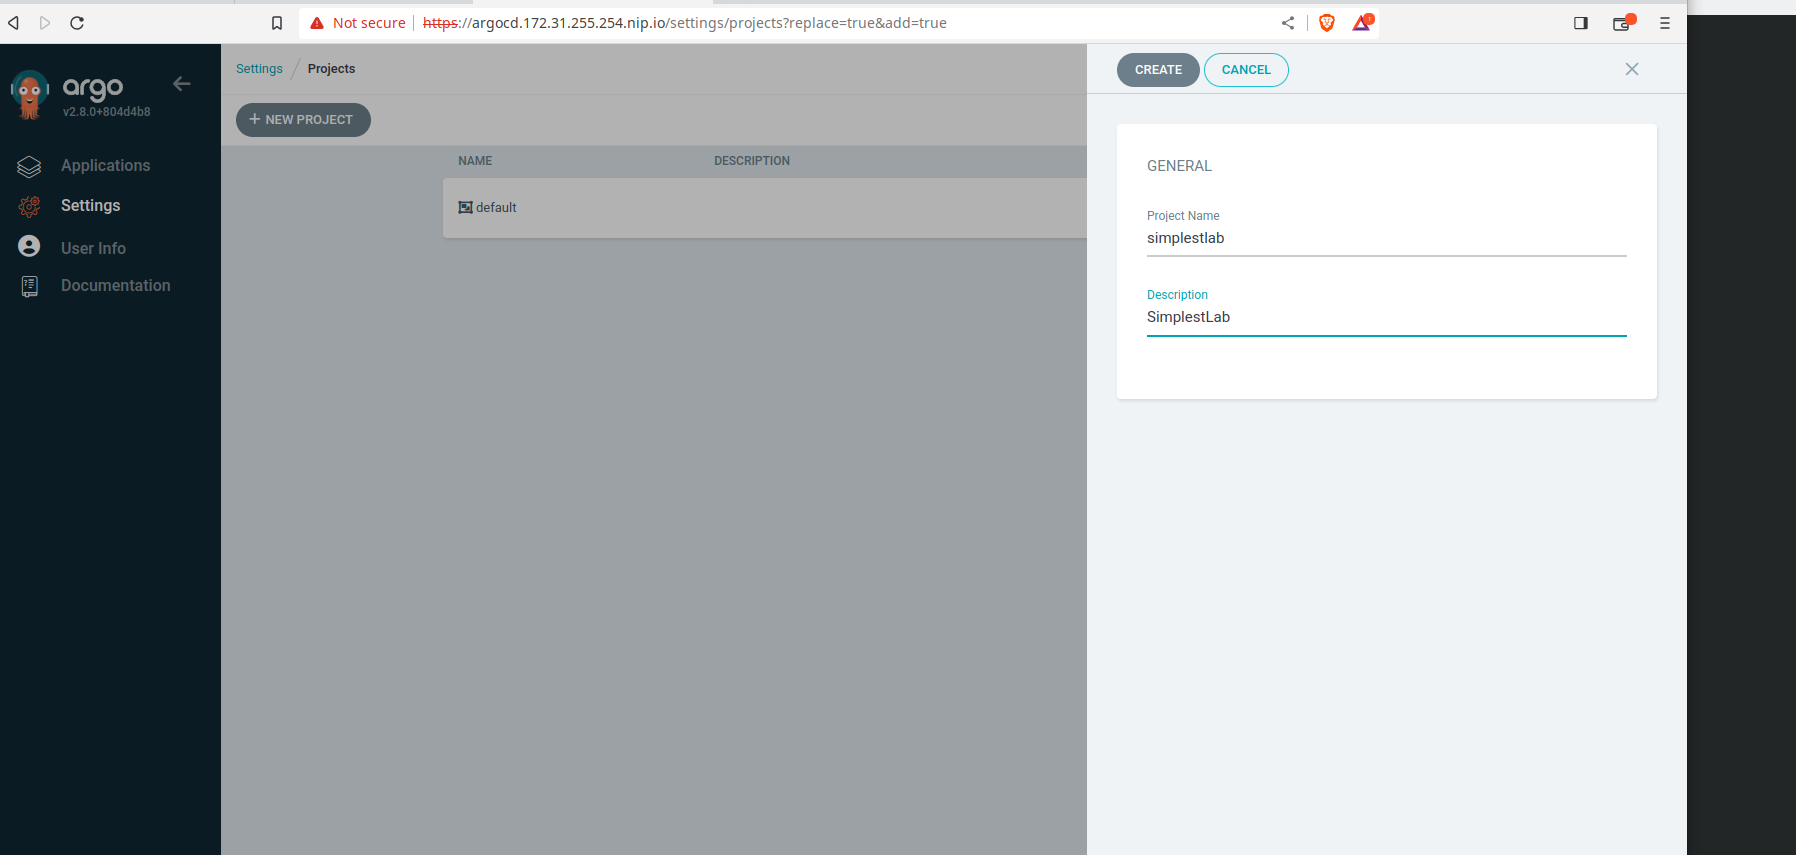 Not secure https://argocd.172.31.255.254.nip.io/settings/projects?replace=true&add=true
argo
v2.8.0+804d4b8
Applications
Settings
User Info
Documentation
Settings / Projects
+ NEW PROJECT
NAME DESCRIPTION
default
CREATE CANCEL
GENERAL
Project Name
simplestlab
Description
SimplestLab